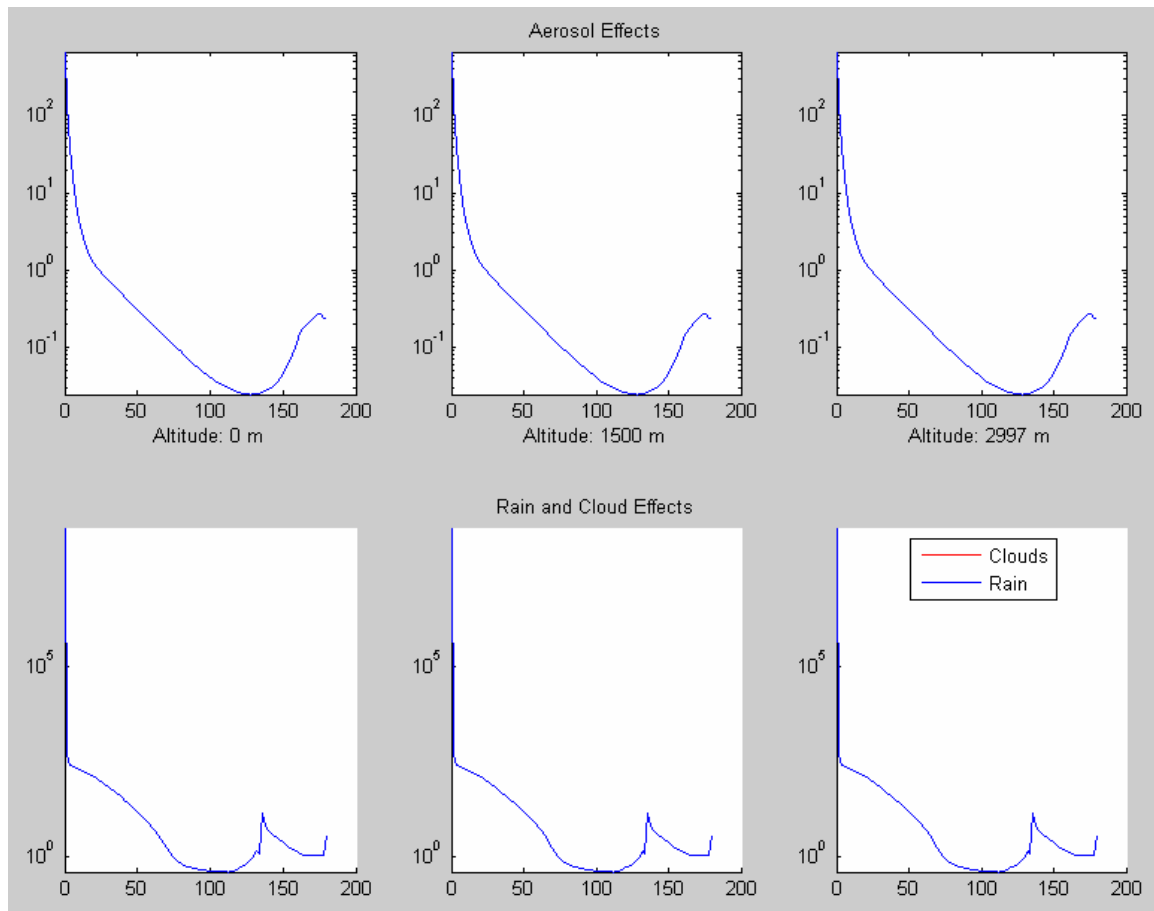 Aerosol Effects
10^2 10^2 10^2
10^1 10^1 10^1
10^0 10^0 10^0
10^-1 10^-1 10^-1
0 50 100 150 200 0 50 100 150 200 0 50 100 150 200
Altitude: 0 m Altitude: 1500 m Altitude: 2997 m
Rain and Cloud Effects
Clouds
Rain
10^5 10^5 10^5
10^0 10^0 10^0
0 50 100 150 200 0 50 100 150 200 0 50 100 150 200